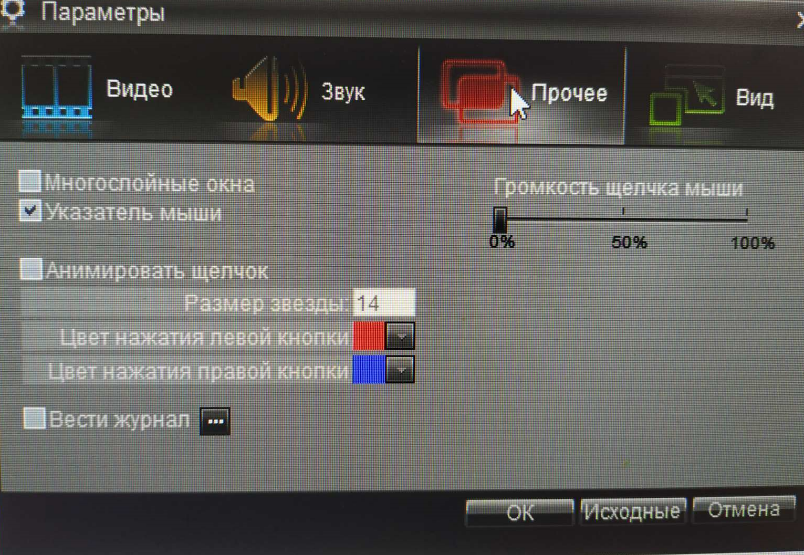 Параметры
Видео
Звук
Прочее
Вид
Многослойные окна
Указатель мыши
Громкость щелчка мыши
0% 50% 100%
Анимировать щелчок
Размер звезды: 14
Цвет нажатия левой кнопки
Цвет нажатия правой кнопки
Вести журнал ...
ОК Исходные Отмена